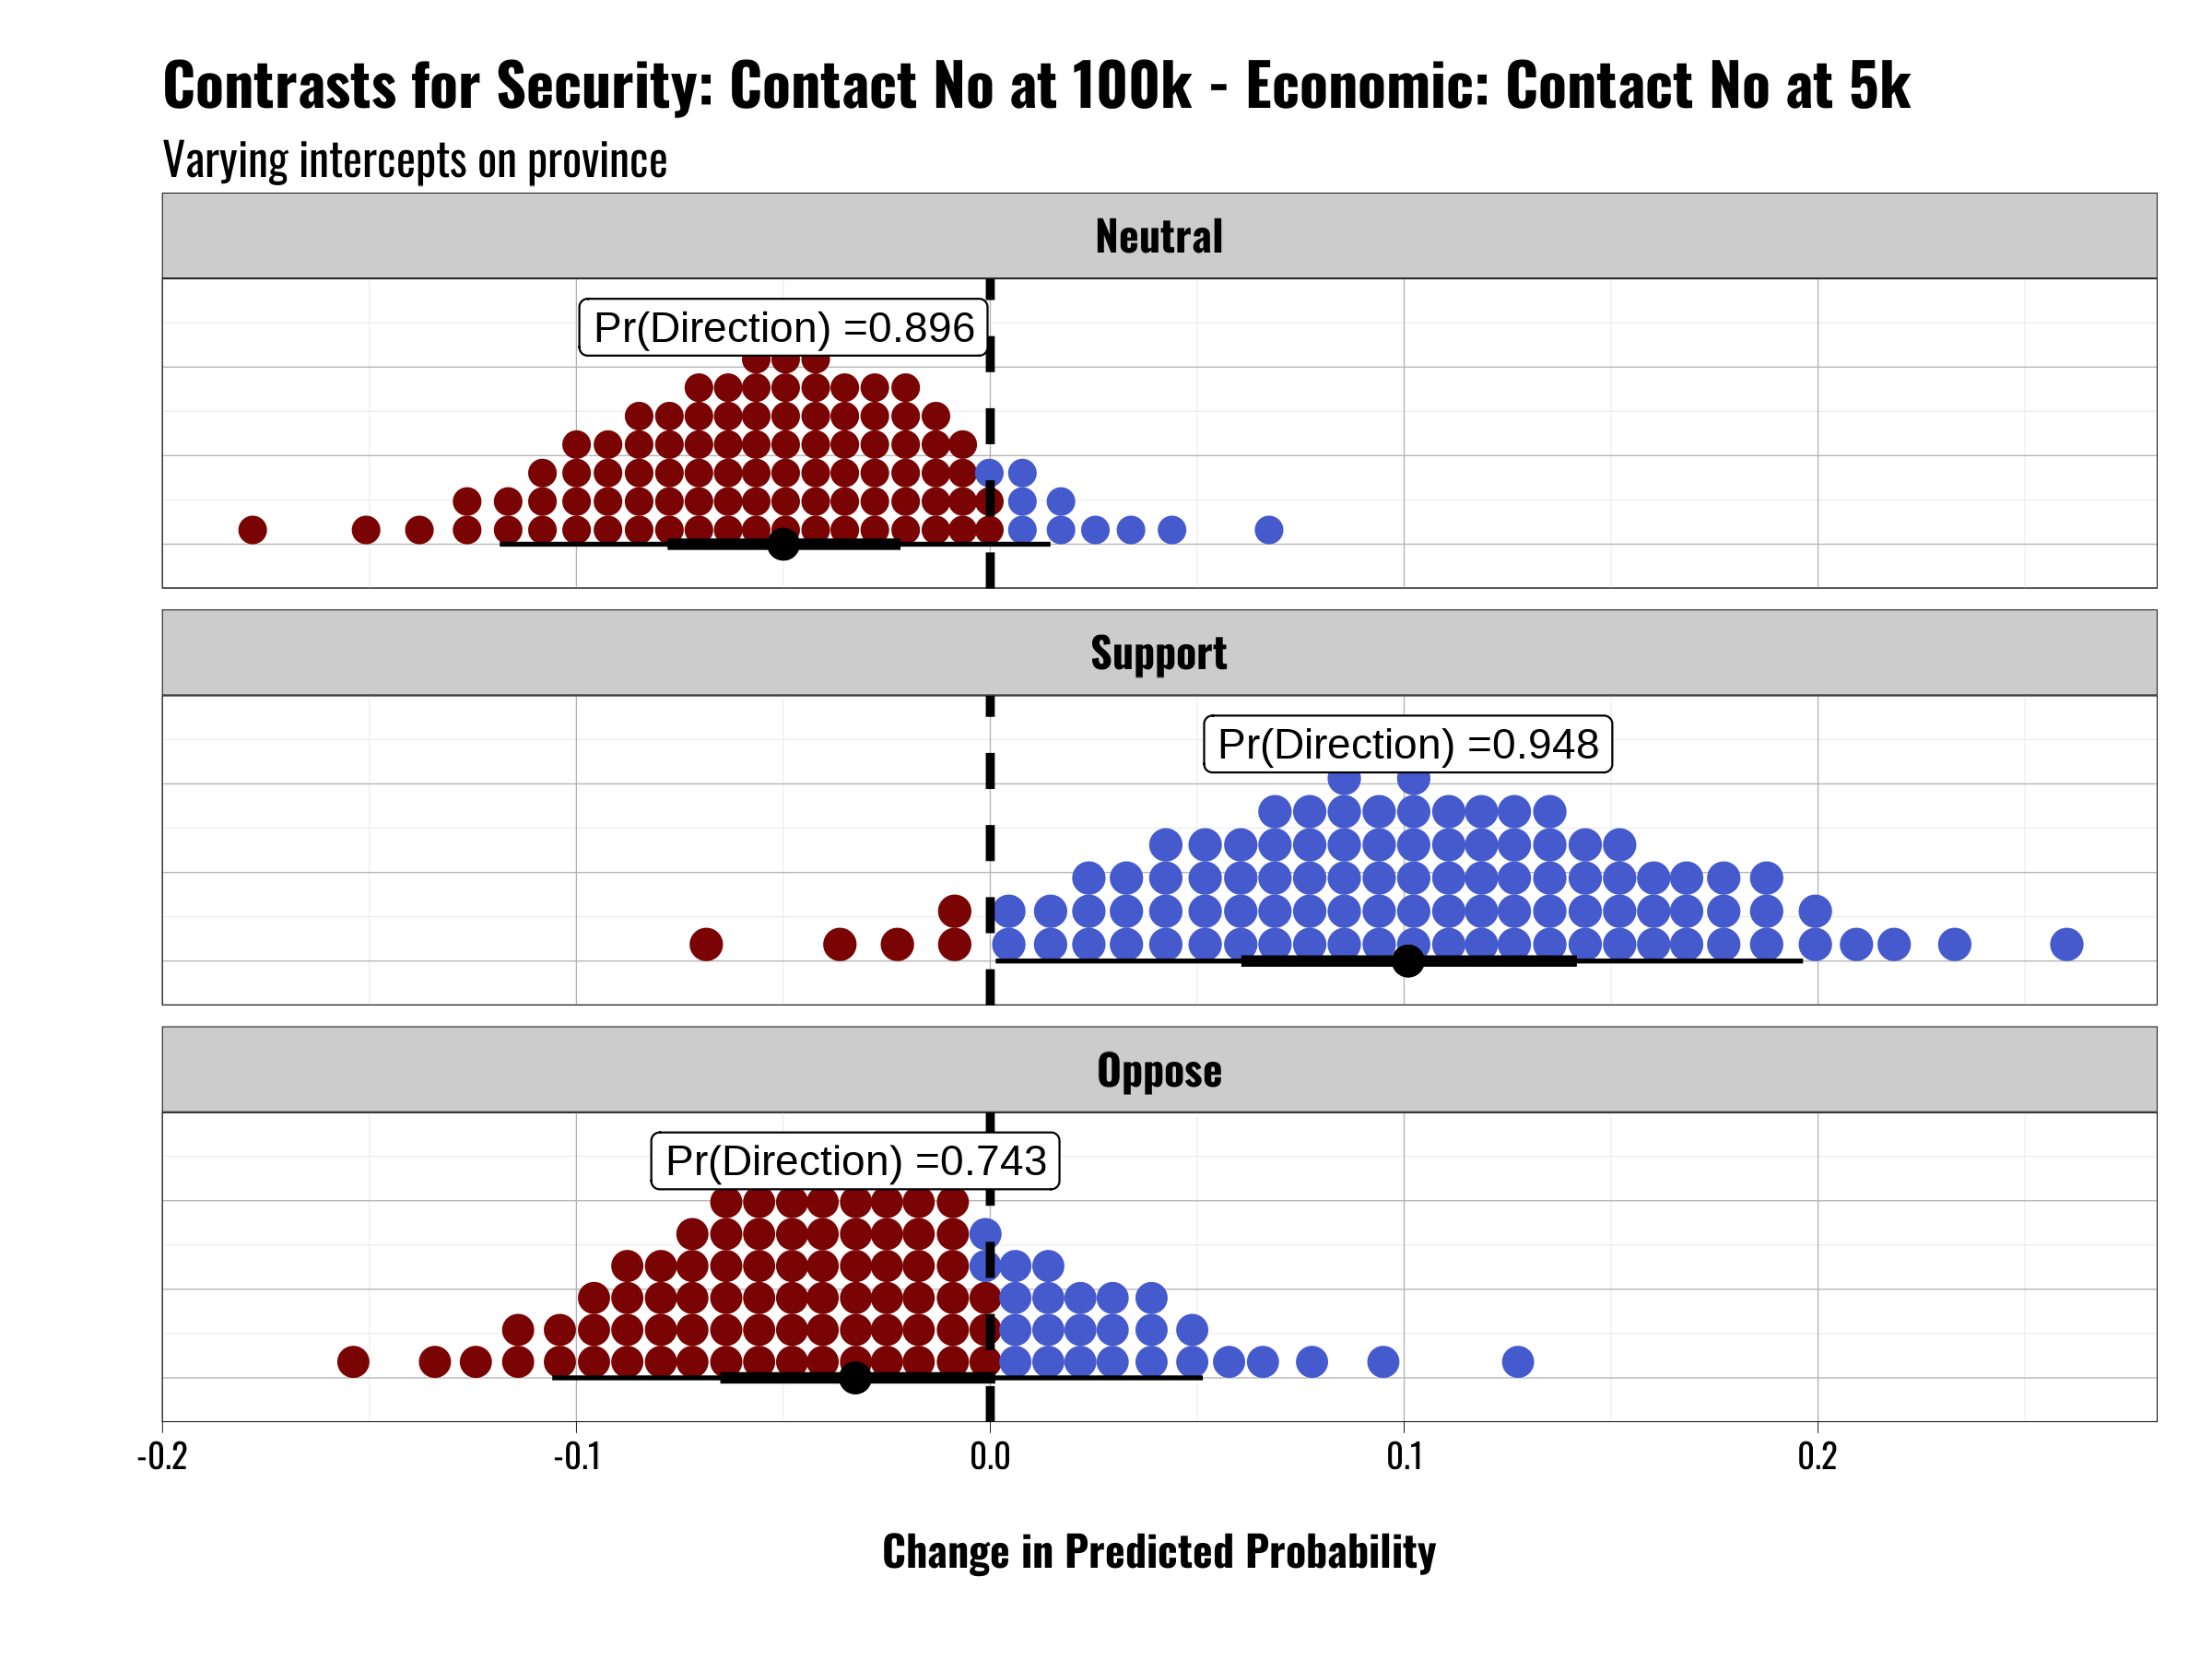 Contrasts for Security: Contact No at 100k - Economic: Contact No at 5k
Varying intercepts on province
Neutral
Pr(Direction) =0.896
Support
Pr(Direction) =0.948
Oppose
Pr(Direction) =0.743
-0.2 -0.1 0.0 0.1 0.2
Change in Predicted Probability